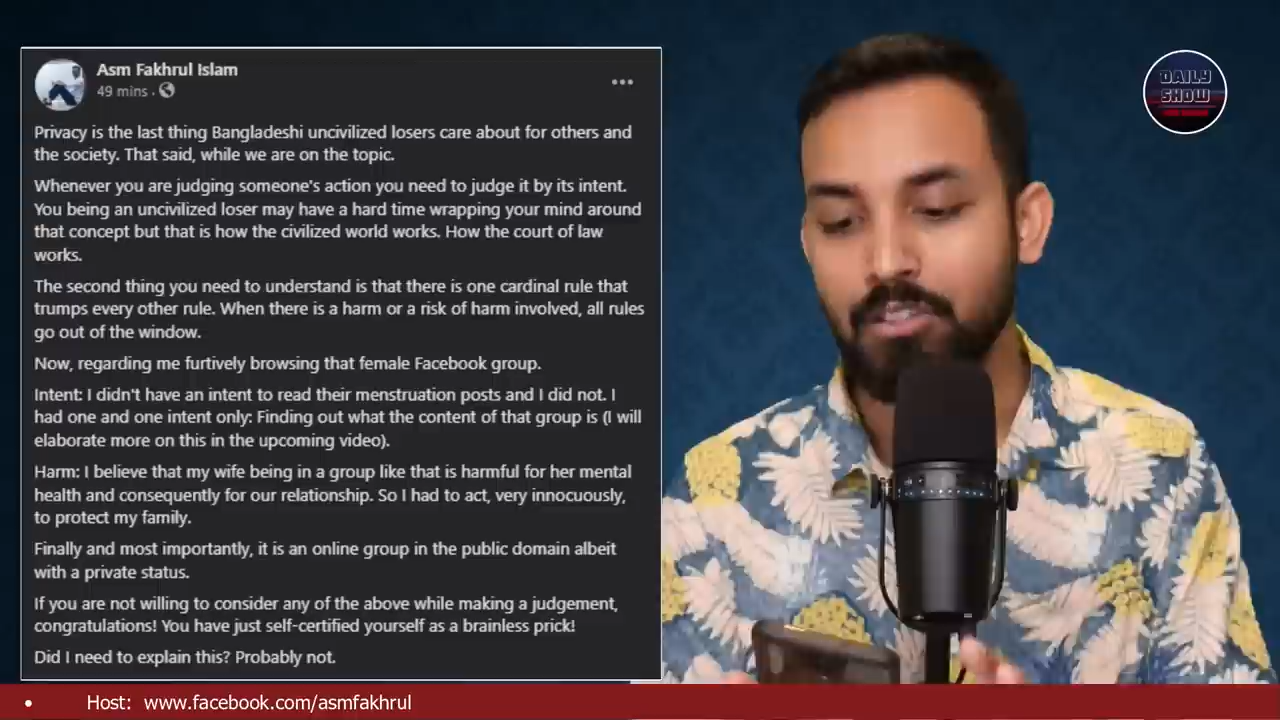 Asm Fakhrul Islam
49 mins ·
Privacy is the last thing Bangladeshi uncivilized losers care about for others and
the society. That said, while we are on the topic.
Whenever you are judging someone's action you need to judge it by its intent.
You being an uncivilized loser may have a hard time wrapping your mind around
that concept but that is how the civilized world works. How the court of law
works.
The second thing you need to understand is that there is one cardinal rule that
trumps every other rule. When there is a harm or a risk of harm involved, all rules
go out of the window.
Now, regarding me furtively browsing that female Facebook group.
Intent: I didn't have an intent to read their menstruation posts and I did not. I
had one and one intent only: Finding out what the content of that group is (I will
elaborate more on this in the upcoming video).
Harm: I believe that my wife being in a group like that is harmful for her mental
health and consequently for our relationship. So I had to act, very innocuously,
to protect my family.
Finally and most importantly, it is an online group in the public domain albeit
with a private status.
If you are not willing to consider any of the above while making a judgement,
congratulations! You have just self-certified yourself as a brainless prick!
Did I need to explain this? Probably not.
DAILY
SHOW
• Host: www.facebook.com/asmfakhrul